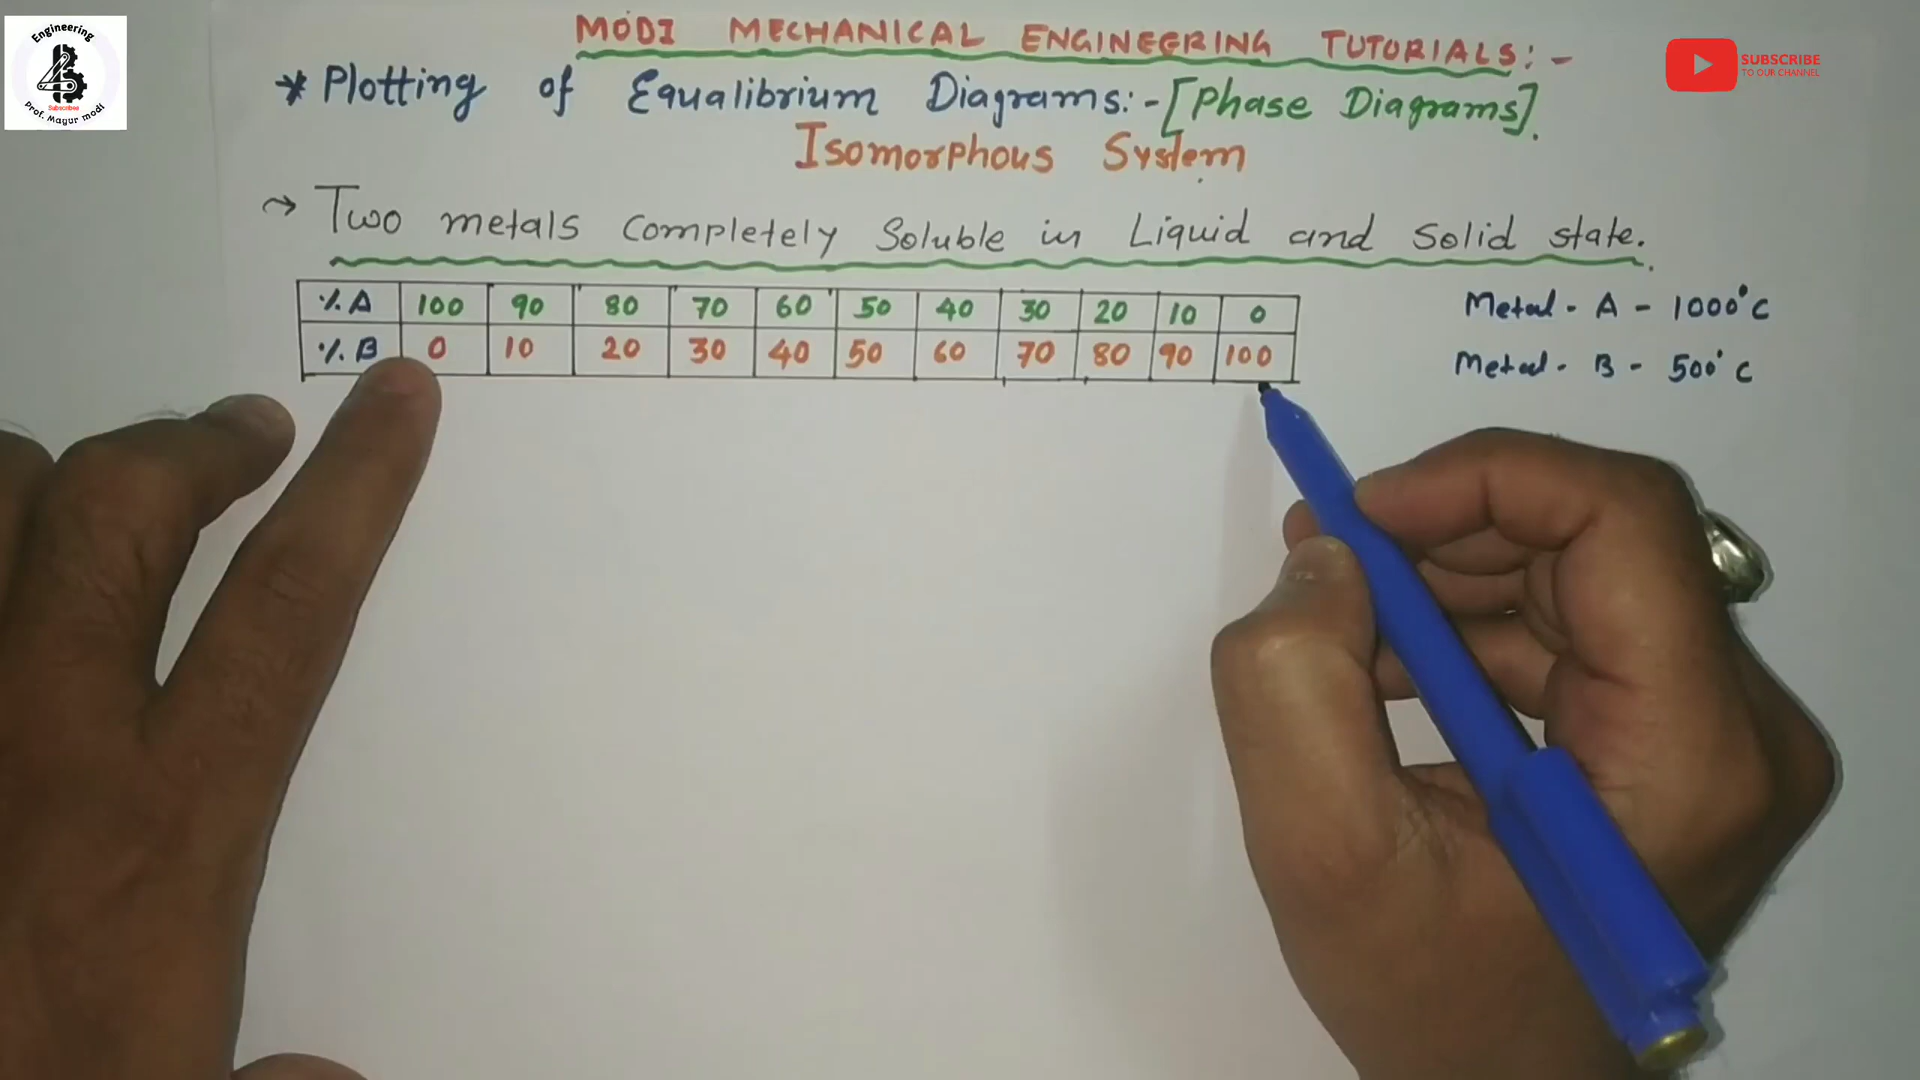 Engineering
Subscribes
Prof. Mayur modi
MODI MECHANICAL ENGINEERING TUTORIALS:-
SUBSCRIBE
TO OUR CHANNEL
* Plotting of Equalibrium Diagrams:-[Phase Diagrams].
Isomorphous System
→ Two metals completely soluble in Liquid and solid state.
% A 100 90 80 70 60 50 40 30 20 10 0
% B 0 10 20 30 40 50 60 70 80 90 100
Metal - A - 1000°C
Metal - B - 500°C